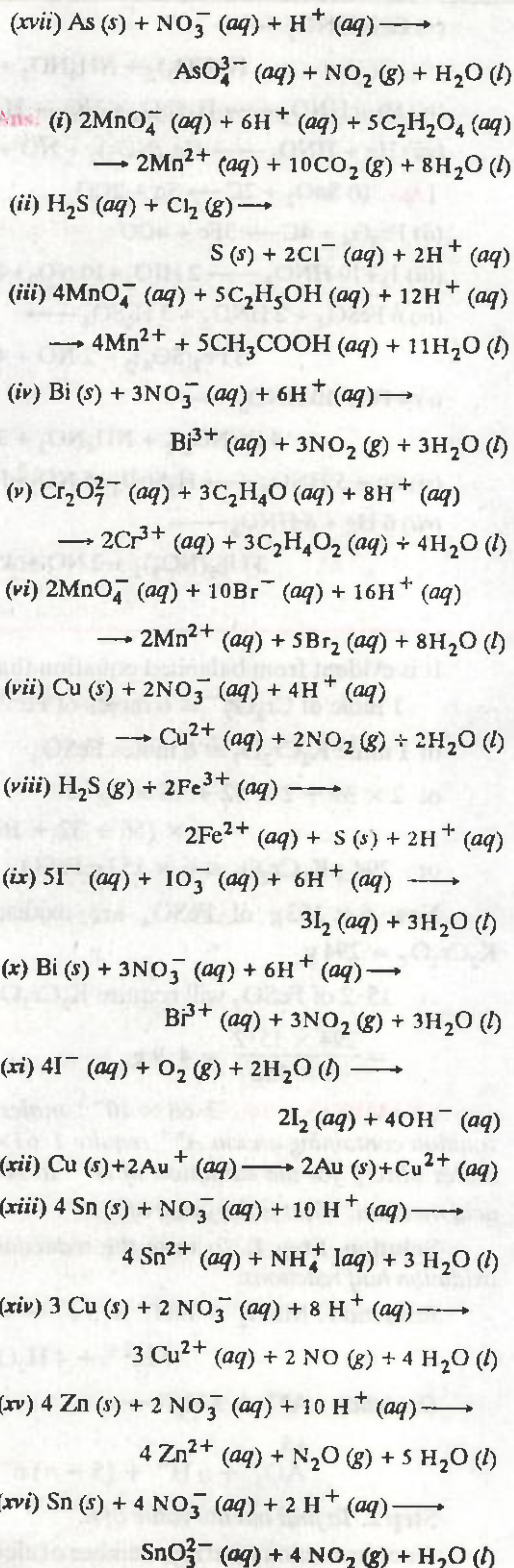 (xvii) As (s) + NO₃⁻ (aq) + H⁺ (aq) ⟶
AsO₄³⁻ (aq) + NO₂ (g) + H₂O (l)
Ans. (i) 2MnO₄⁻ (aq) + 6H⁺ (aq) + 5C₂H₂O₄ (aq)
⟶ 2Mn²⁺ (aq) + 10CO₂ (g) + 8H₂O (l)
(ii) H₂S (aq) + Cl₂ (g) ⟶
S (s) + 2Cl⁻ (aq) + 2H⁺ (aq)
(iii) 4MnO₄⁻ (aq) + 5C₂H₅OH (aq) + 12H⁺ (aq)
⟶ 4Mn²⁺ + 5CH₃COOH (aq) + 11H₂O (l)
(iv) Bi (s) + 3NO₃⁻ (aq) + 6H⁺ (aq) ⟶
Bi³⁺ (aq) + 3NO₂ (g) + 3H₂O (l)
(v) Cr₂O₇²⁻ (aq) + 3C₂H₄O (aq) + 8H⁺ (aq)
⟶ 2Cr³⁺ (aq) + 3C₂H₄O₂ (aq) + 4H₂O (l)
(vi) 2MnO₄⁻ (aq) + 10Br⁻ (aq) + 16H⁺ (aq)
⟶ 2Mn²⁺ (aq) + 5Br₂ (aq) + 8H₂O (l)
(vii) Cu (s) + 2NO₃⁻ (aq) + 4H⁺ (aq)
⟶ Cu²⁺ (aq) + 2NO₂ (g) + 2H₂O (l)
(viii) H₂S (g) + 2Fe³⁺ (aq) ⟶
2Fe²⁺ (aq) + S (s) + 2H⁺ (aq)
(ix) 5I⁻ (aq) + IO₃⁻ (aq) + 6H⁺ (aq) ⟶
3I₂ (aq) + 3H₂O (l)
(x) Bi (s) + 3NO₃⁻ (aq) + 6H⁺ (aq) ⟶
Bi³⁺ (aq) + 3NO₂ (g) + 3H₂O (l)
(xi) 4I⁻ (aq) + O₂ (g) + 2H₂O (l) ⟶
2I₂ (aq) + 4OH⁻ (aq)
(xii) Cu (s)+2Au⁺ (aq) ⟶ 2Au (s)+Cu²⁺ (aq)
(xiii) 4 Sn (s) + NO₃⁻ (aq) + 10 H⁺ (aq) ⟶
4 Sn²⁺ (aq) + NH₄⁺ Iaq) + 3 H₂O (l)
(xiv) 3 Cu (s) + 2 NO₃⁻ (aq) + 8 H⁺ (aq) ⟶
3 Cu²⁺ (aq) + 2 NO (g) + 4 H₂O (l)
(xv) 4 Zn (s) + 2 NO₃⁻ (aq) + 10 H⁺ (aq) ⟶
4 Zn²⁺ (aq) + N₂O (g) + 5 H₂O (l)
(xvi) Sn (s) + 4 NO₃⁻ (aq) + 2 H⁺ (aq) ⟶
SnO₃²⁻ (aq) + 4 NO₂ (g) + H₂O (l)